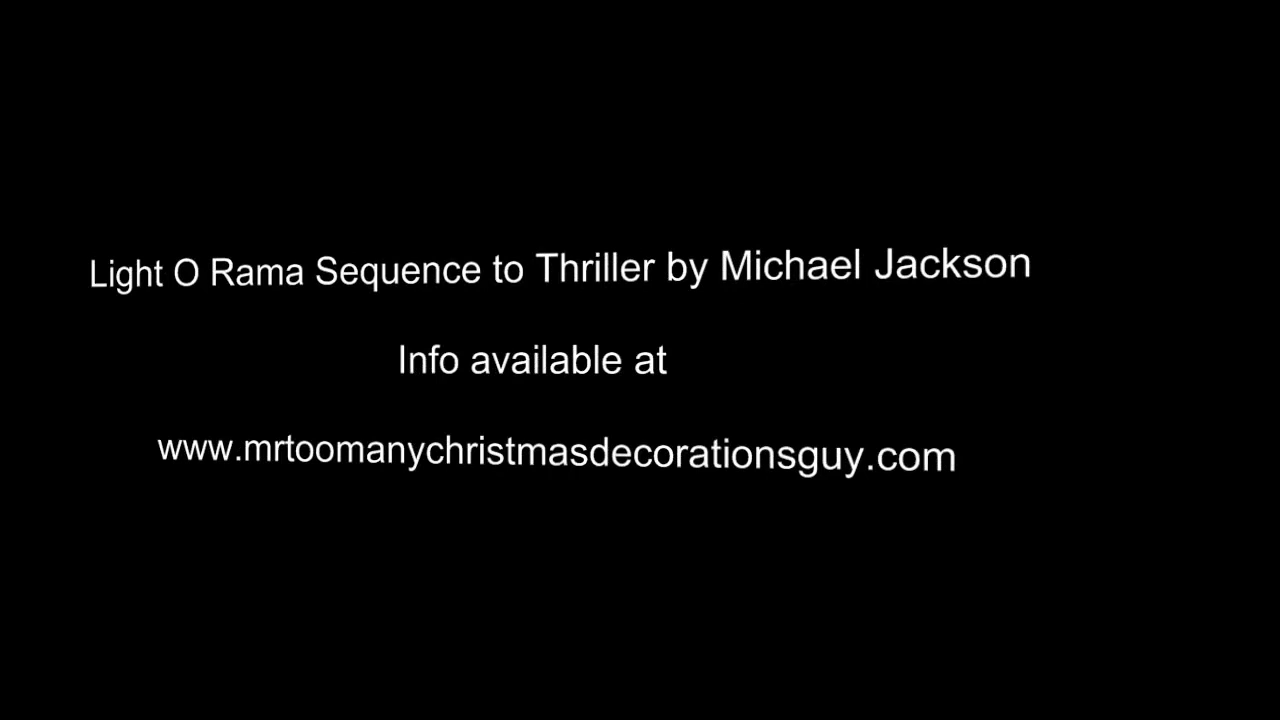 Light O Rama Sequence to Thriller by Michael Jackson
Info available at
www.mrtoomanychristmasdecorationsguy.com